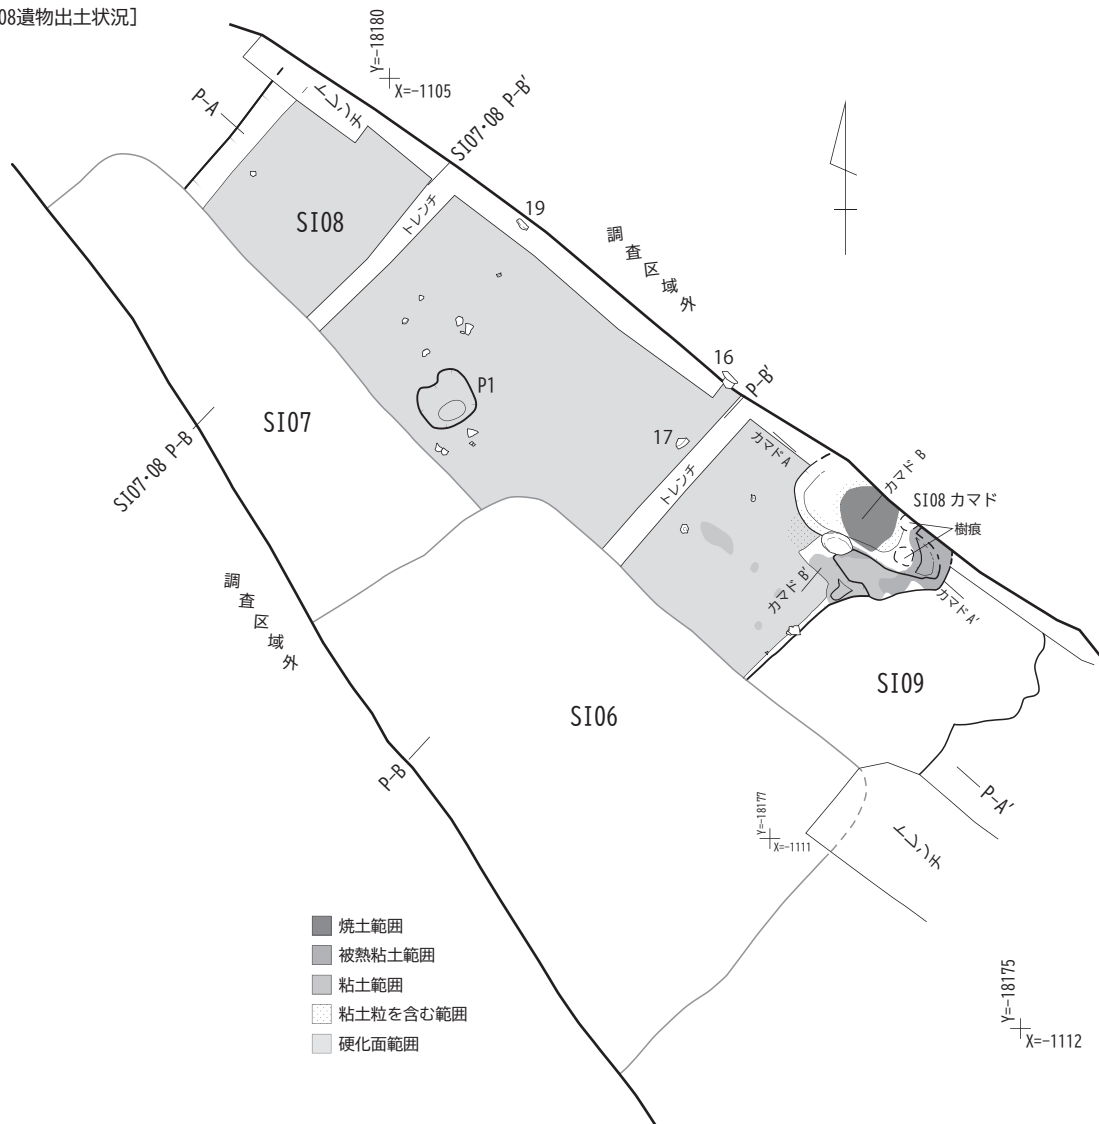 08遺物出土状況］
Y=-18180
X=-1105
P-A
トレンチ
SI07・08 P-B′
SI08
トレンチ
19
調査区域外
16
P-B′
P1
17
SI07
SI07・08 P-B
トレンチ
カマドA
カマド B
SI08 カマド
樹痕
カマド B′
カマドA′
調査区域外
SI09
SI06
P-B
P-A′
Y=-18177
X=-1111
トレンチ
焼土範囲
被熱粘土範囲
粘土範囲
粘土粒を含む範囲
硬化面範囲
Y=-18175
X=-1112